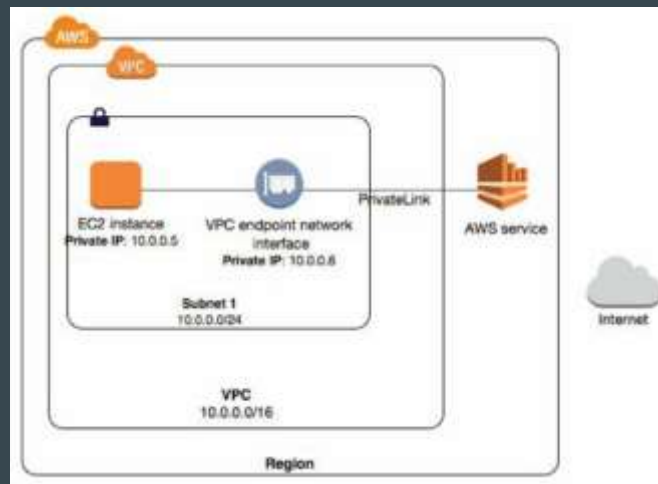 AWS
VPC
EC2 instance
Private IP: 10.0.0.5
VPC endpoint network
interface
Private IP: 10.0.0.6
PrivateLink
AWS service
Subnet 1
10.0.0.0/24
Internet
VPC
10.0.0.0/16
Region